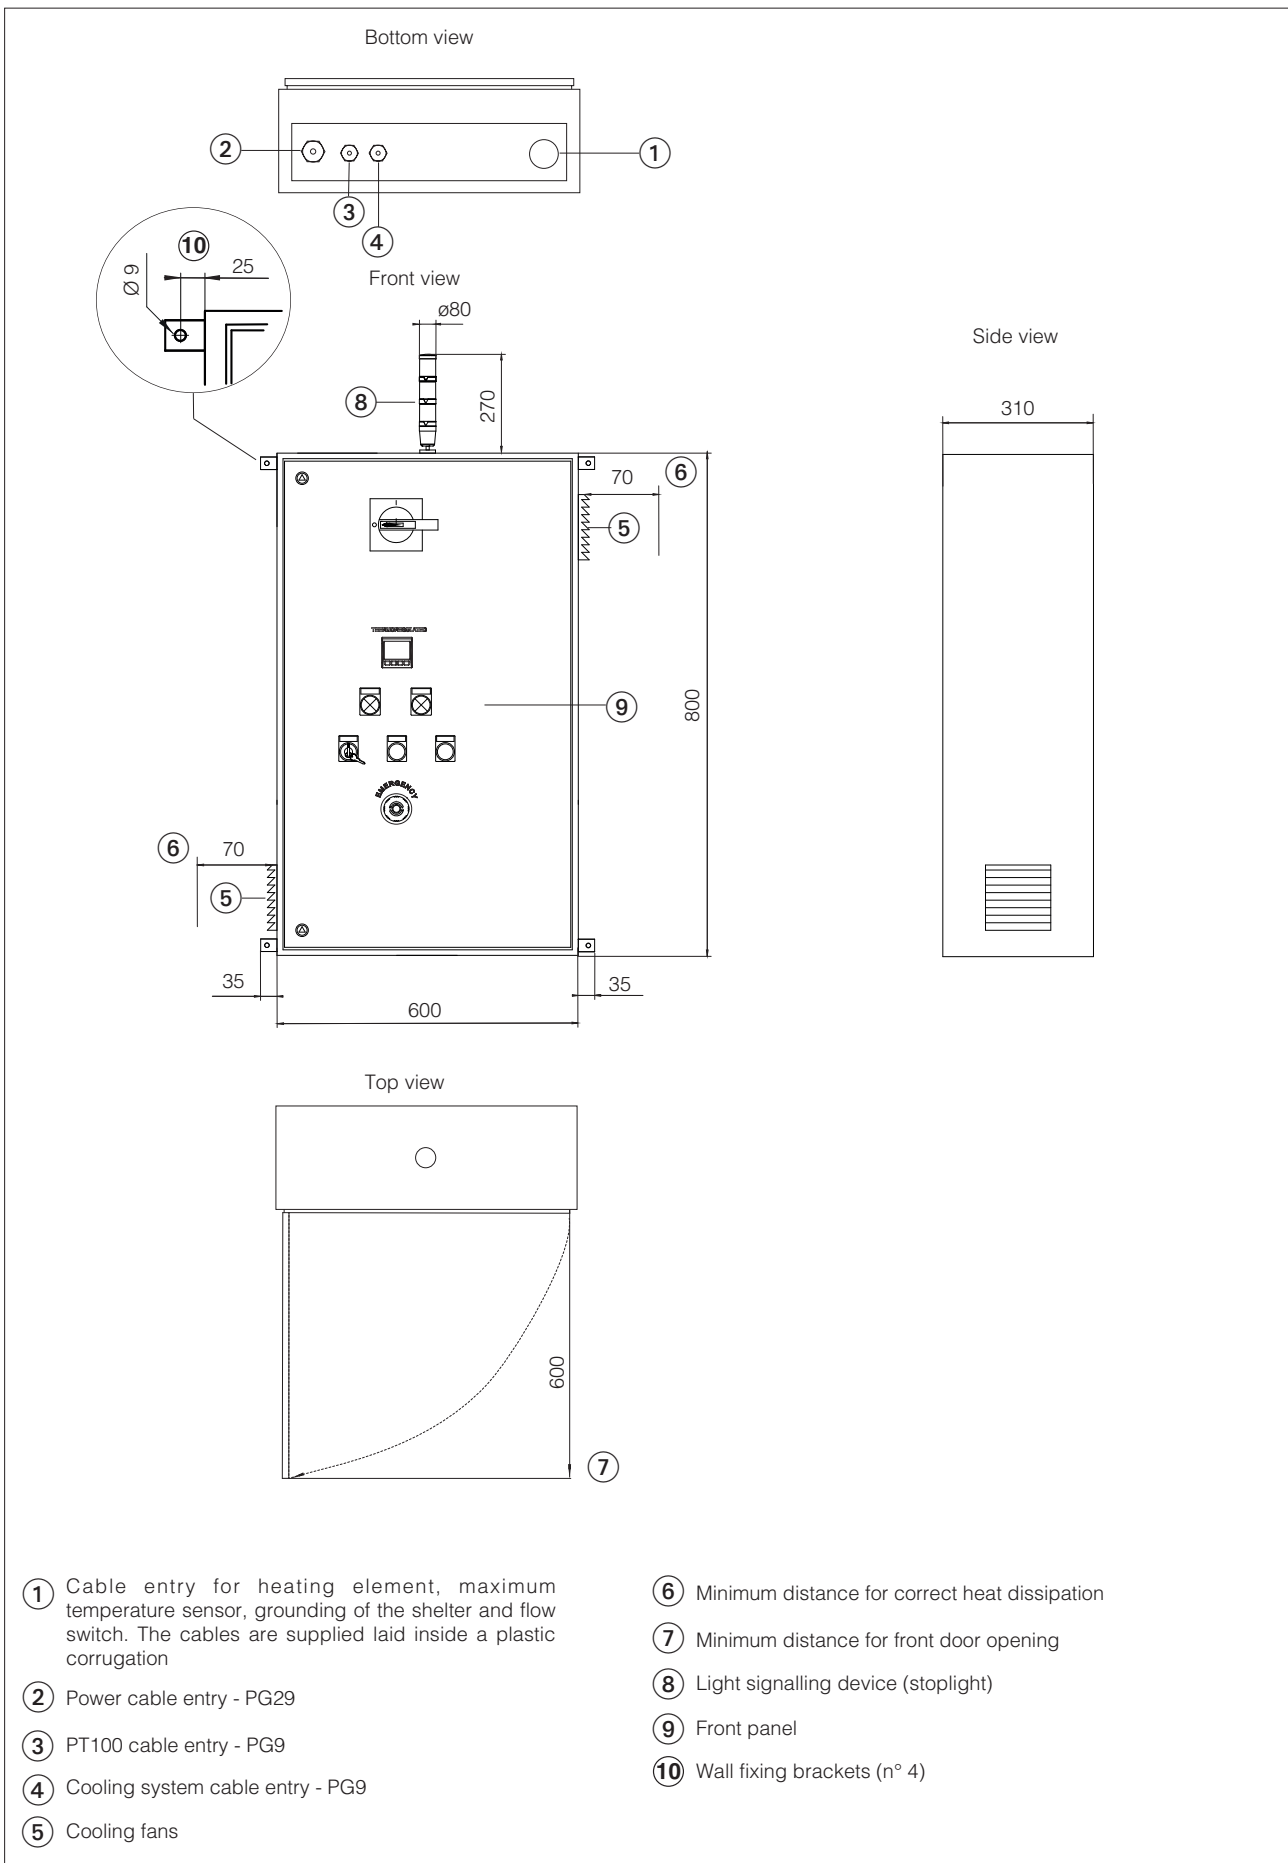 Bottom view
2
1
3
4
10
25
Ø 9
Front view
ø80
8
270
Side view
310
6
70
5
800
9
EMERGENCY
6
70
5
35
35
600
Top view
600
7
1 Cable entry for heating element, maximum
temperature sensor, grounding of the shelter and flow
switch. The cables are supplied laid inside a plastic
corrugation
2 Power cable entry - PG29
3 PT100 cable entry - PG9
4 Cooling system cable entry - PG9
5 Cooling fans
6 Minimum distance for correct heat dissipation
7 Minimum distance for front door opening
8 Light signalling device (stoplight)
9 Front panel
10 Wall fixing brackets (n° 4)